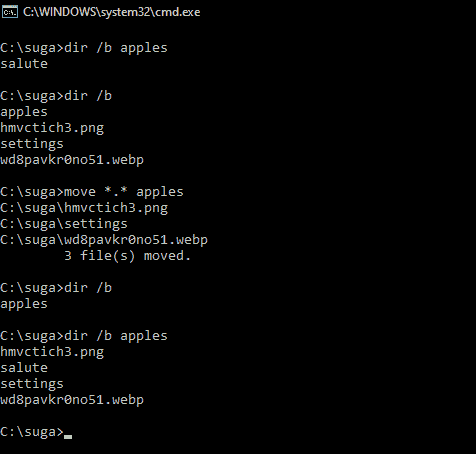 C:\WINDOWS\system32\cmd.exe
C:\suga>dir /b apples
salute
C:\suga>dir /b
apples
hmvctich3.png
settings
wd8pavkr0no51.webp
C:\suga>move *.* apples
C:\suga\hmvctich3.png
C:\suga\settings
C:\suga\wd8pavkr0no51.webp
        3 file(s) moved.
C:\suga>dir /b
apples
C:\suga>dir /b apples
hmvctich3.png
salute
settings
wd8pavkr0no51.webp
C:\suga>